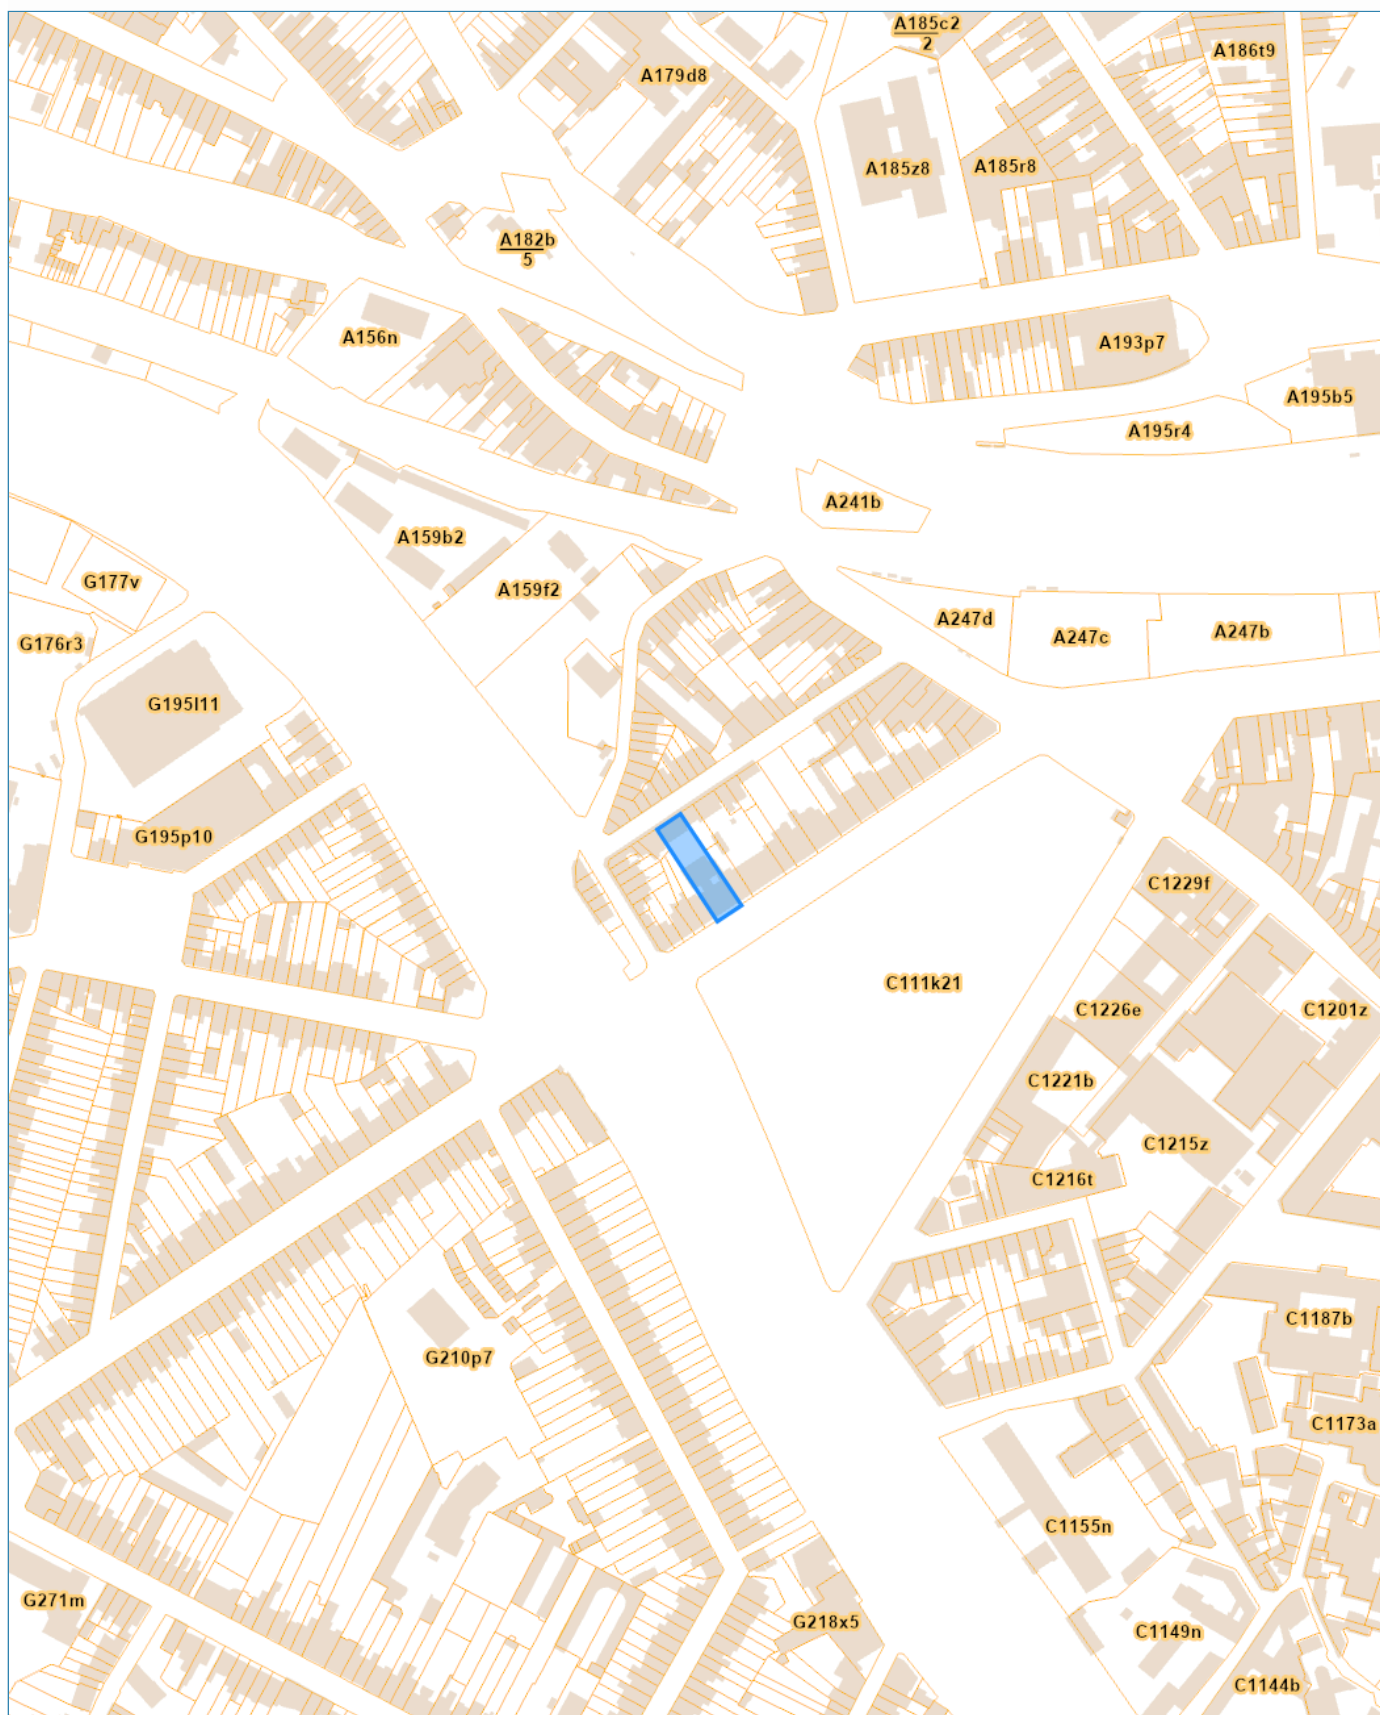 A185c2
2
A186t9
A179d8
A185z8
A185r8
A182b
5
A156n
A193p7
A195b5
A195r4
A241b
A159b2
G177v
A159f2
A247d
A247c
A247b
G176r3
G195l11
G195p10
C1229f
C111k21
C1226e
C1201z
C1221b
C1215z
C1216t
C1187b
G210p7
C1173a
C1155n
G271m
G218x5
C1149n
C1144b